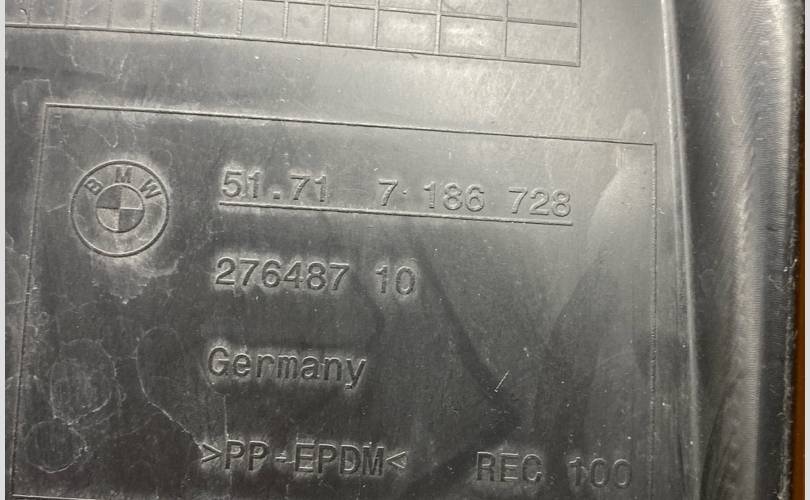 BMW
51.71 7 186 728
276487 10
Germany
>PP-EPDM< REC 100